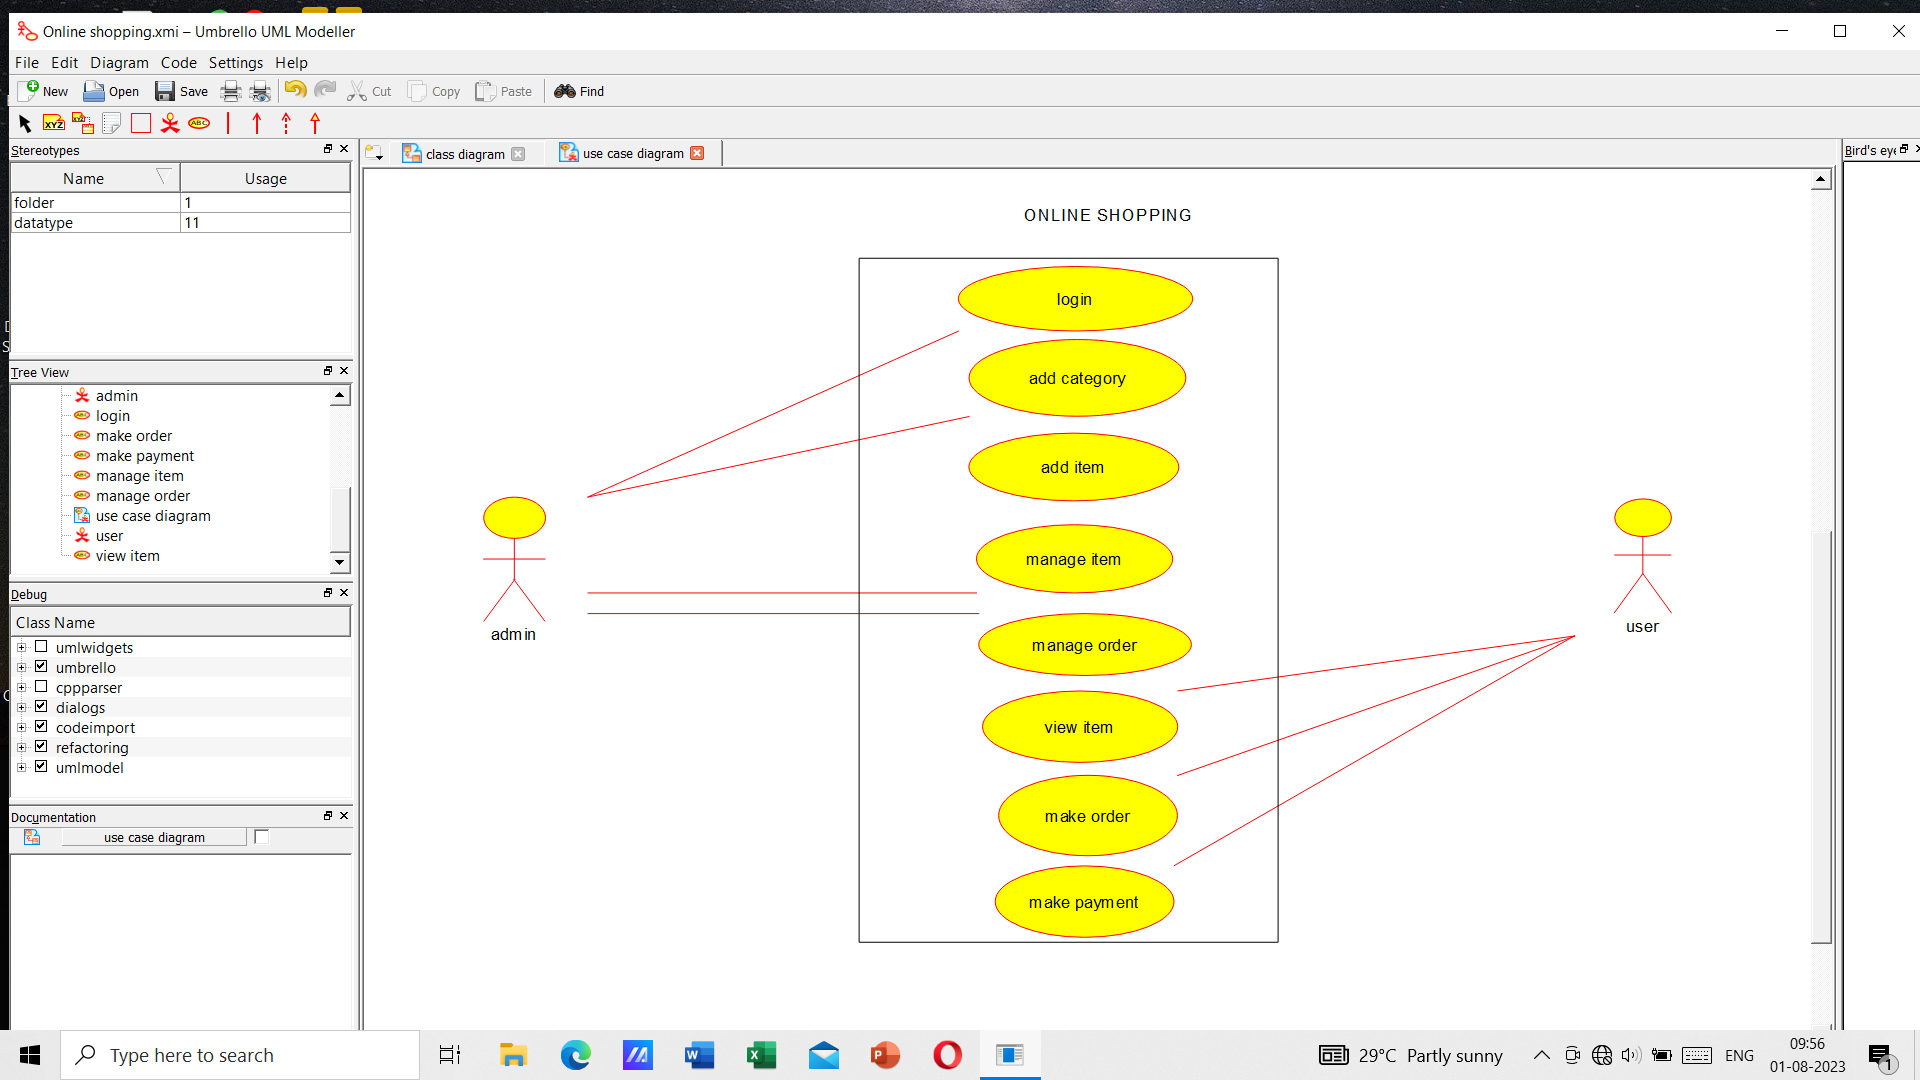 Online shopping.xmi – Umbrello UML Modeller
File Edit Diagram Code Settings Help
New Open Save Cut Copy Paste Find
XYZ XYZ ABC
Stereotypes
Name Usage
folder 1
datatype 11
Tree View
admin
login
make order
make payment
manage item
manage order
use case diagram
user
view item
Debug
Class Name
umlwidgets
umbrello
cppparser
dialogs
codeimport
refactoring
umlmodel
Documentation
use case diagram
class diagram use case diagram
ONLINE SHOPPING
login
add category
add item
manage item
manage order
view item
make order
make payment
admin
user
Bird's eye
Type here to search
29°C Partly sunny
ENG
09:56
01-08-2023
1